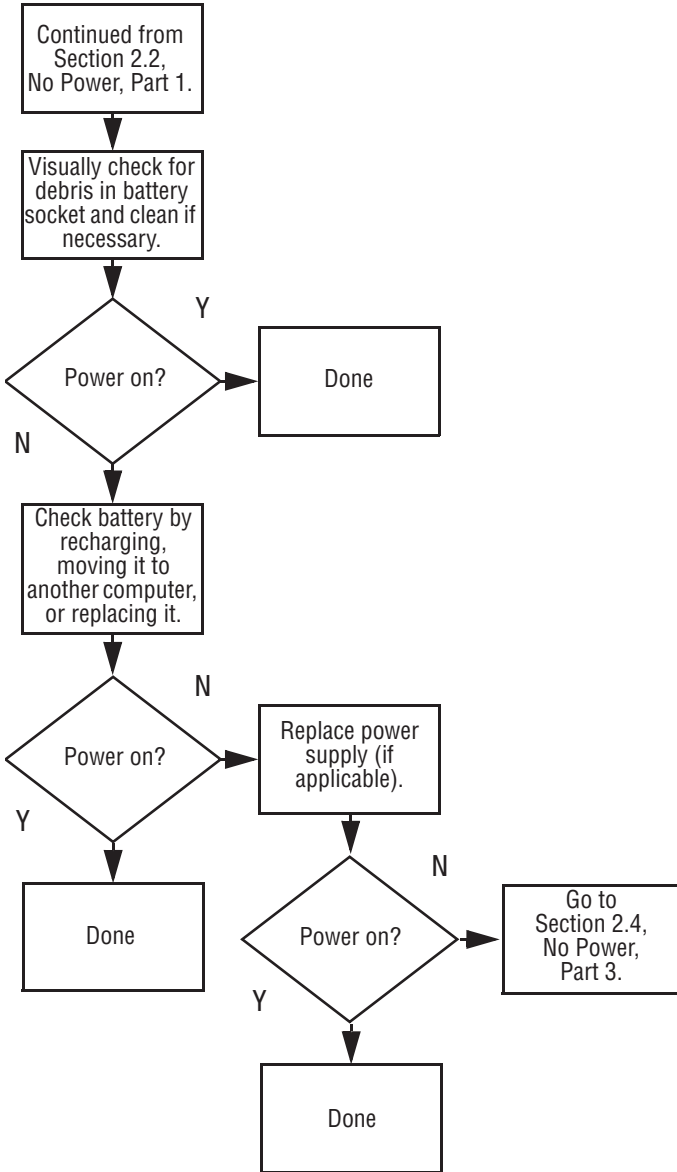 Continued from
Section 2.2,
No Power, Part 1.
Visually check for
debris in battery
socket and clean if
necessary.
Y
Power on?
Done
N
Check battery by
recharging,
moving it to
another computer,
or replacing it.
N
Power on?
Replace power
supply (if
applicable).
Y
Done
N
Power on?
Go to
Section 2.4,
No Power,
Part 3.
Y
Done